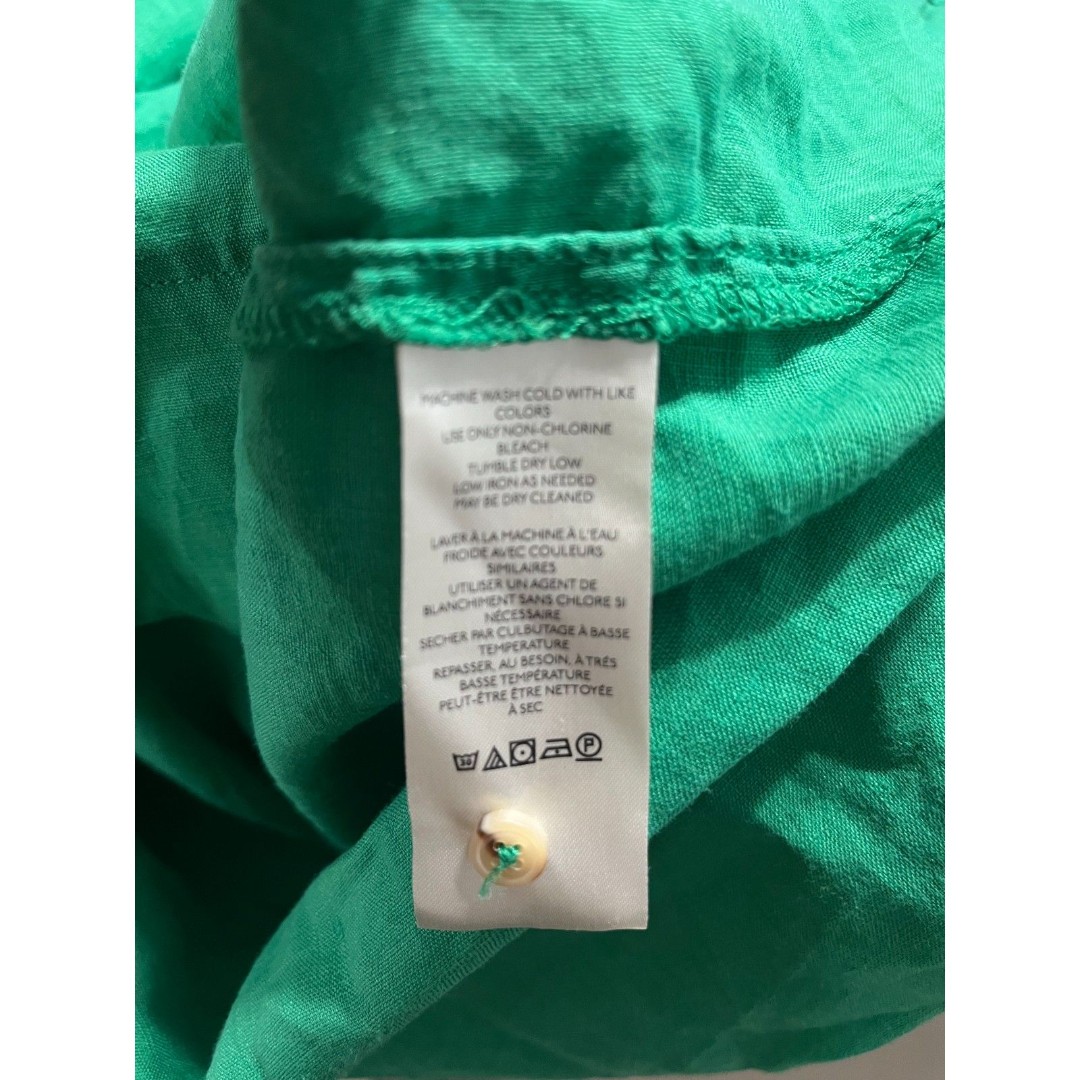 MACHINE WASH COLD WITH LIKE
COLORS
USE ONLY NON-CHLORINE
BLEACH
TUMBLE DRY LOW
LOW IRON AS NEEDED
MAY BE DRY CLEANED
LAVER À LA MACHINE À L'EAU
FROIDE AVEC COULEURS
SIMILAIRES
UTILISER UN AGENT DE
BLANCHIMENT SANS CHLORE SI
NÉCESSAIRE
SECHER PAR CULBUTAGE À BASSE
TEMPERATURE
REPASSER, AU BESOIN, À TRÉS
BASSE TEMPÉRATURE
PEUT-ÊTRE ÊTRE NETTOYÉE
À SEC
30 P